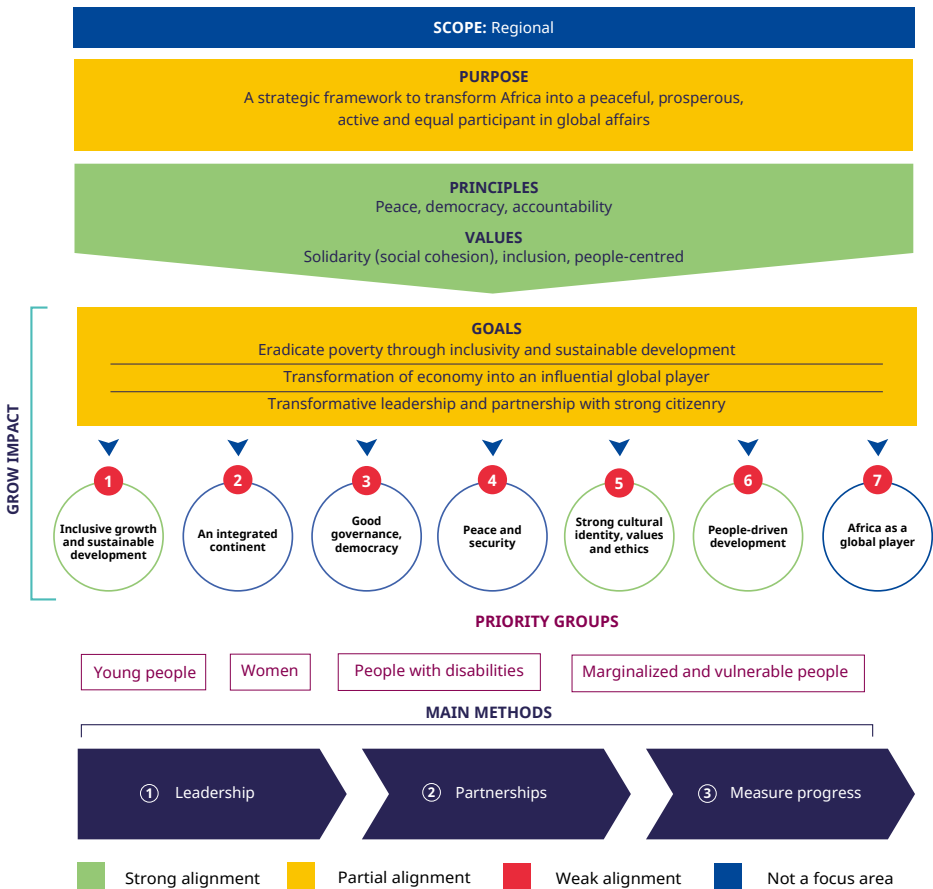 SCOPE: Regional
PURPOSE
A strategic framework to transform Africa into a peaceful, prosperous,
active and equal participant in global affairs
PRINCIPLES
Peace, democracy, accountability
VALUES
Solidarity (social cohesion), inclusion, people-centred
GROW IMPACT
GOALS
Eradicate poverty through inclusivity and sustainable development
Transformation of economy into an influential global player
Transformative leadership and partnership with strong citizenry
1
Inclusive growth
and sustainable
development
2
An integrated
continent
3
Good
governance,
democracy
4
Peace and
security
5
Strong cultural
identity, values
and ethics
6
People-driven
development
7
Africa as a
global player
PRIORITY GROUPS
Young people
Women
People with disabilities
Marginalized and vulnerable people
MAIN METHODS
1 Leadership
2 Partnerships
3 Measure progress
Strong alignment
Partial alignment
Weak alignment
Not a focus area